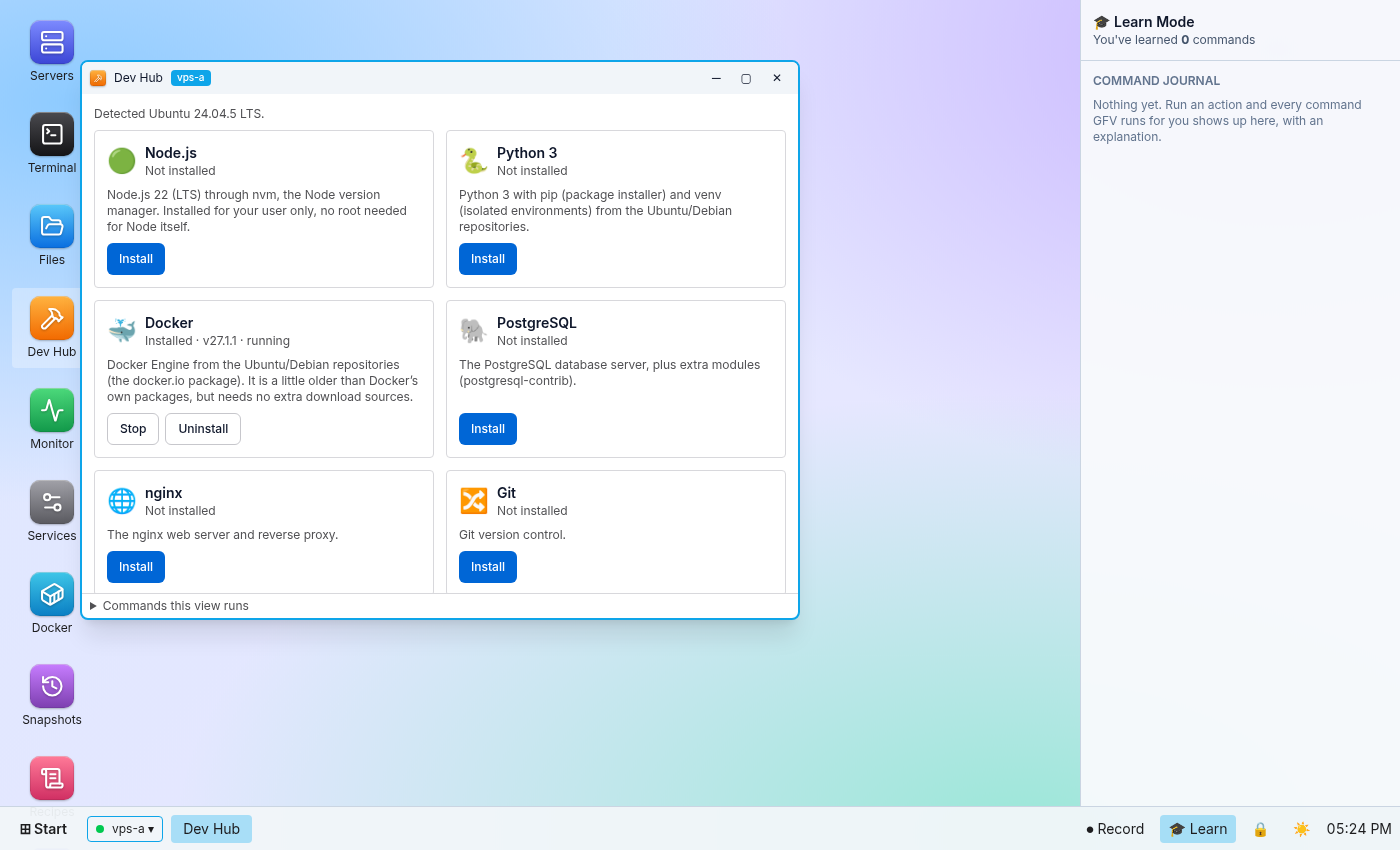 Servers
Terminal
Files
Dev Hub
Monitor
Services
Docker
Snapshots
Recipes
Dev Hub vps-a
Detected Ubuntu 24.04.5 LTS.
Node.js
Not installed
Node.js 22 (LTS) through nvm, the Node version
manager. Installed for your user only, no root needed
for Node itself.
Install
Python 3
Not installed
Python 3 with pip (package installer) and venv
(isolated environments) from the Ubuntu/Debian
repositories.
Install
Docker
Installed · v27.1.1 · running
Docker Engine from the Ubuntu/Debian repositories
(the docker.io package). It is a little older than Docker’s
own packages, but needs no extra download sources.
Stop Uninstall
PostgreSQL
Not installed
The PostgreSQL database server, plus extra modules
(postgresql-contrib).
Install
nginx
Not installed
The nginx web server and reverse proxy.
Install
Git
Not installed
Git version control.
Install
Commands this view runs
Learn Mode
You've learned 0 commands
COMMAND JOURNAL
Nothing yet. Run an action and every command
GFV runs for you shows up here, with an
explanation.
Start vps-a Dev Hub Record Learn 05:24 PM